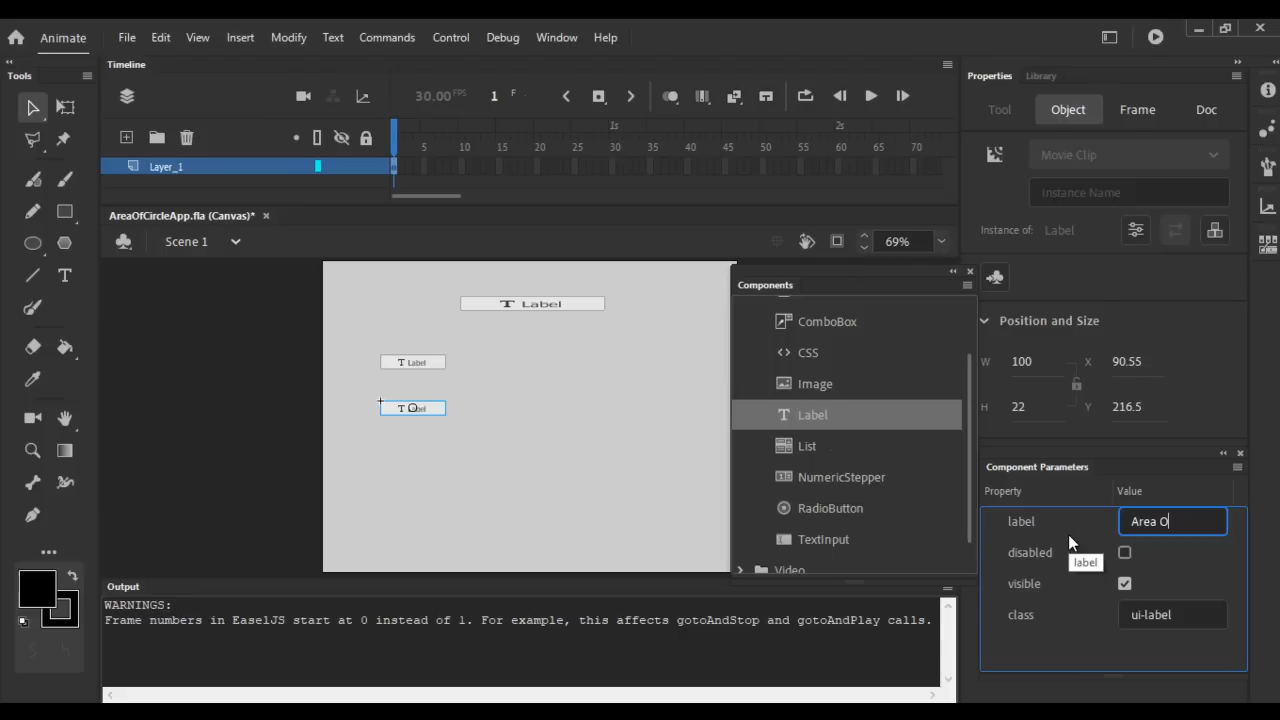 Animate File Edit View Insert Modify Text Commands Control Debug Window Help
Tools
Timeline
30.00 FPS 1 F
1s 2s
5 10 15 20 25 30 35 40 45 50 55 60 65 70
Layer_1
AreaOfCircleApp.fla (Canvas)*
Scene 1
69%
Label
Label
Label
Components
ComboBox
CSS
Image
Label
List
NumericStepper
RadioButton
TextInput
Video
Output
WARNINGS:
Frame numbers in EaselJS start at 0 instead of 1. For example, this affects gotoAndStop and gotoAndPlay calls.
Properties Library
Tool Object Frame Doc
Movie Clip
Instance Name
Instance of: Label
Position and Size
W 100 X 90.55
H 22 Y 216.5
Component Parameters
Property Value
label Area O
disabled
label
visible
class ui-label